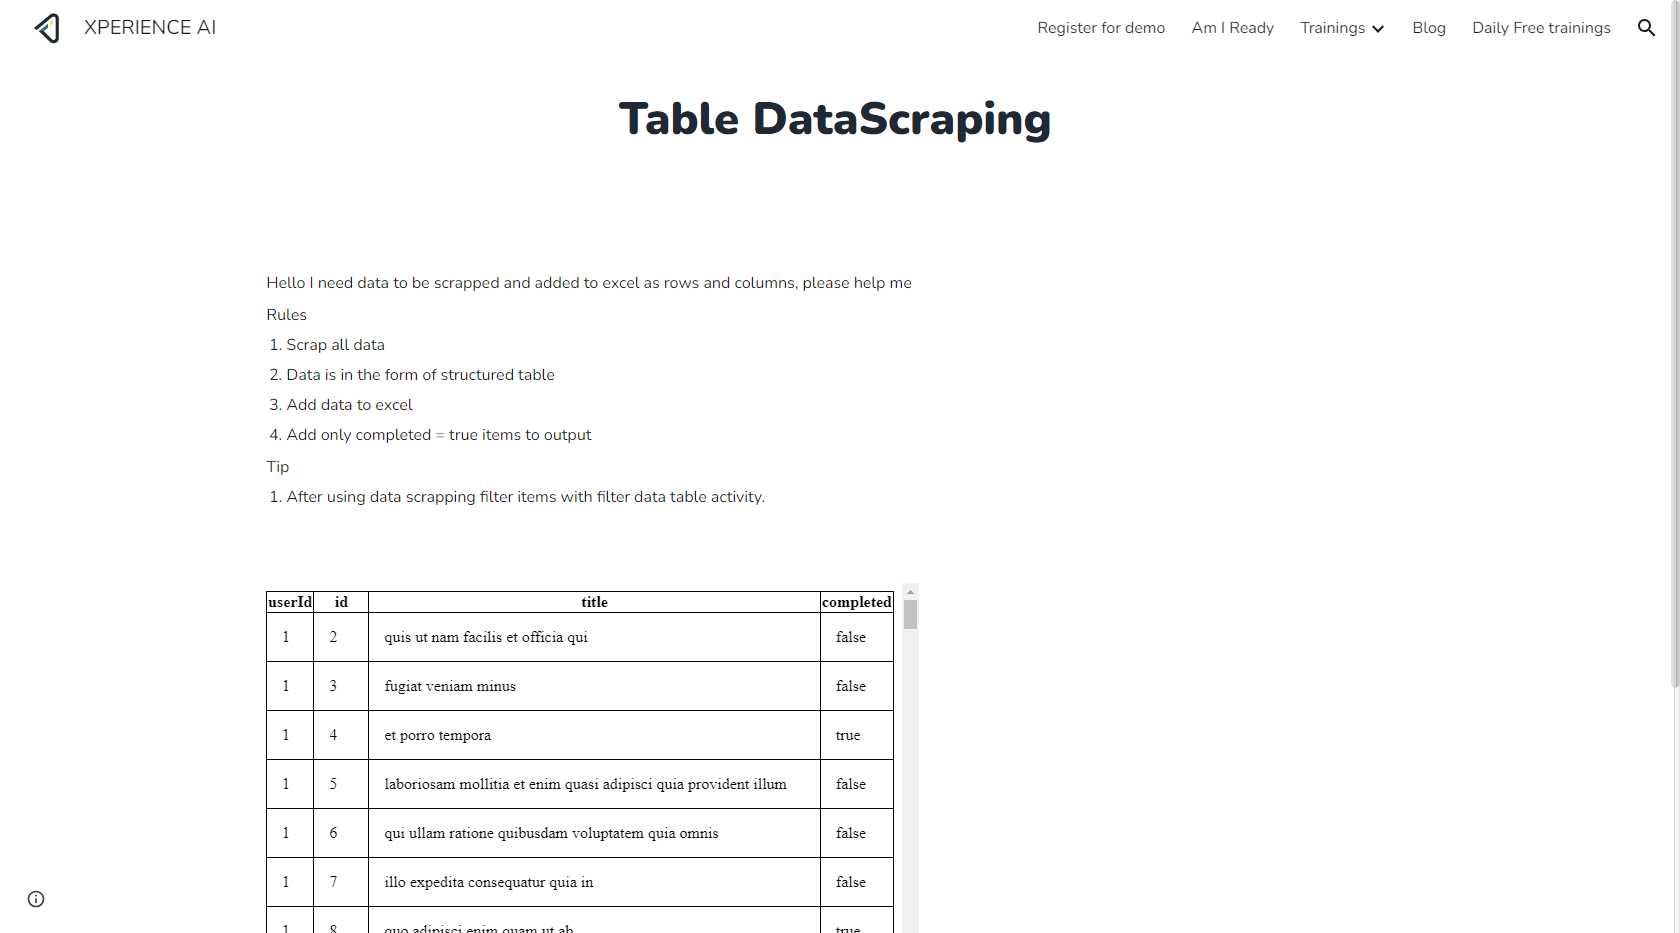 XPERIENCE AI
Register for demo
Am I Ready
Trainings
Blog
Daily Free trainings
Table DataScraping
Hello I need data to be scrapped and added to excel as rows and columns, please help me
Rules
1. Scrap all data
2. Data is in the form of structured table
3. Add data to excel
4. Add only completed = true items to output
Tip
1. After using data scrapping filter items with filter data table activity.
userId id title completed
1 2 quis ut nam facilis et officia qui false
1 3 fugiat veniam minus false
1 4 et porro tempora true
1 5 laboriosam mollitia et enim quasi adipisci quia provident illum false
1 6 qui ullam ratione quibusdam voluptatem quia omnis false
1 7 illo expedita consequatur quia in false
1 8 quo adipisci enim quam ut ab true